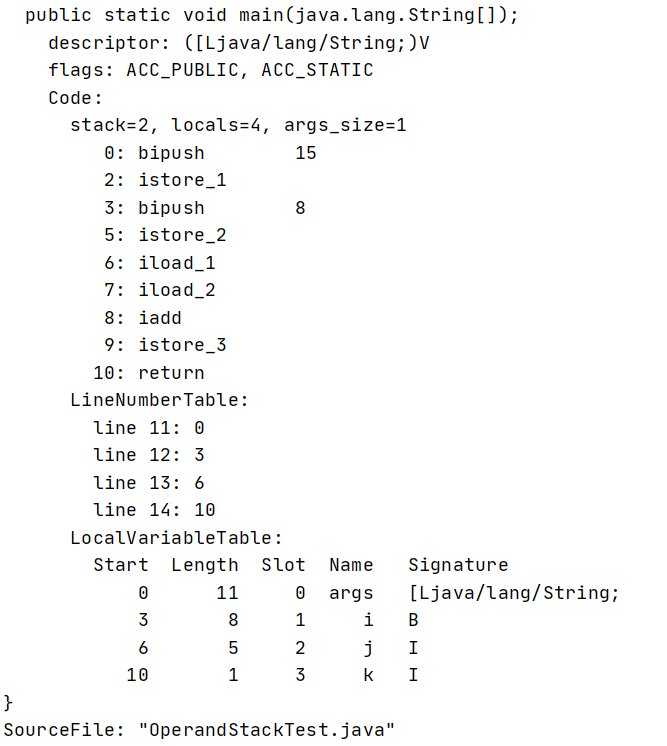 public static void main(java.lang.String[]);
    descriptor: ([Ljava/lang/String;)V
    flags: ACC_PUBLIC, ACC_STATIC
    Code:
      stack=2, locals=4, args_size=1
         0: bipush        15
         2: istore_1
         3: bipush        8
         5: istore_2
         6: iload_1
         7: iload_2
         8: iadd
         9: istore_3
        10: return
      LineNumberTable:
        line 11: 0
        line 12: 3
        line 13: 6
        line 14: 10
      LocalVariableTable:
        Start  Length  Slot  Name   Signature
            0      11     0  args   [Ljava/lang/String;
            3       8     1     i   B
            6       5     2     j   I
           10       1     3     k   I
}
SourceFile: "OperandStackTest.java"